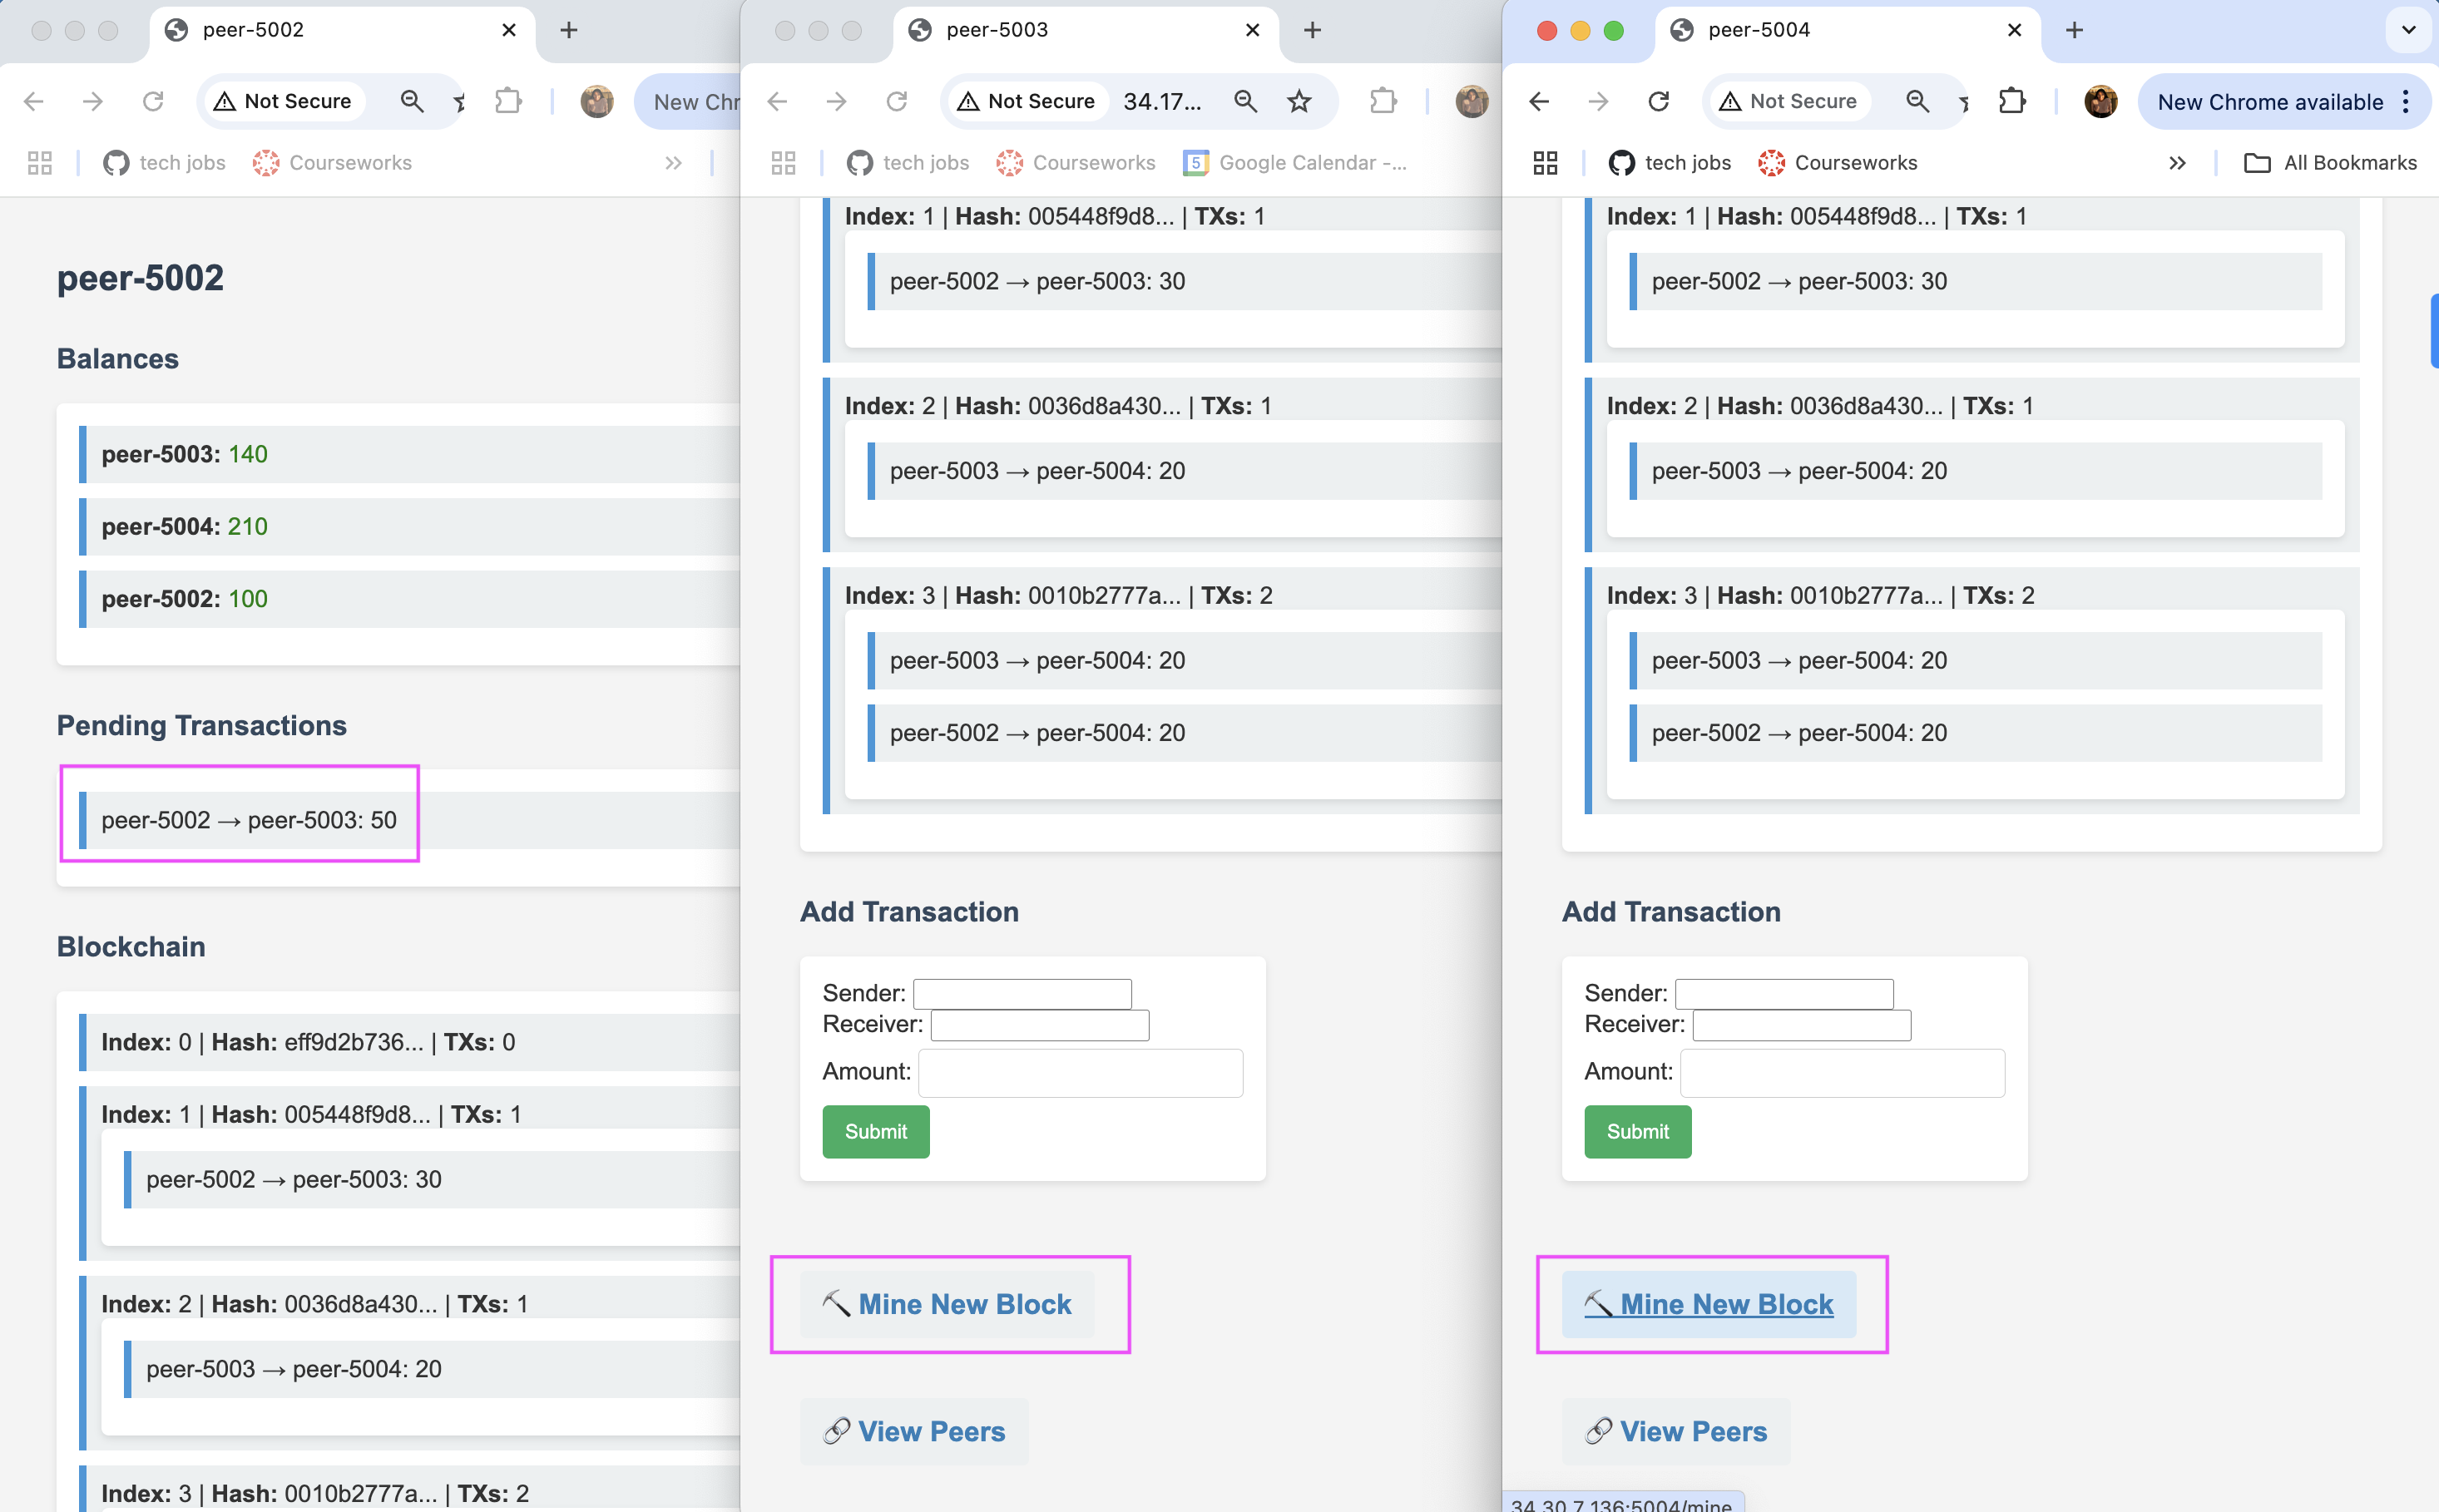 peer-5002
Not Secure
New Chr
tech jobs
Courseworks
peer-5002
Balances
peer-5003: 140
peer-5004: 210
peer-5002: 100
Pending Transactions
peer-5002 → peer-5003: 50
Blockchain
Index: 0 | Hash: eff9d2b736... | TXs: 0
Index: 1 | Hash: 005448f9d8... | TXs: 1
peer-5002 → peer-5003: 30
Index: 2 | Hash: 0036d8a430... | TXs: 1
peer-5003 → peer-5004: 20
Index: 3 | Hash: 0010b2777a... | TXs: 2
peer-5003
Not Secure
34.17...
tech jobs
Courseworks
5
Google Calendar -...
Index: 1 | Hash: 005448f9d8... | TXs: 1
peer-5002 → peer-5003: 30
Index: 2 | Hash: 0036d8a430... | TXs: 1
peer-5003 → peer-5004: 20
Index: 3 | Hash: 0010b2777a... | TXs: 2
peer-5003 → peer-5004: 20
peer-5002 → peer-5004: 20
Add Transaction
Sender:
Receiver:
Amount:
Submit
Mine New Block
View Peers
peer-5004
Not Secure
New Chrome available
tech jobs
Courseworks
All Bookmarks
Index: 1 | Hash: 005448f9d8... | TXs: 1
peer-5002 → peer-5003: 30
Index: 2 | Hash: 0036d8a430... | TXs: 1
peer-5003 → peer-5004: 20
Index: 3 | Hash: 0010b2777a... | TXs: 2
peer-5003 → peer-5004: 20
peer-5002 → peer-5004: 20
Add Transaction
Sender:
Receiver:
Amount:
Submit
Mine New Block
View Peers
34.30.7.136:5004/mine